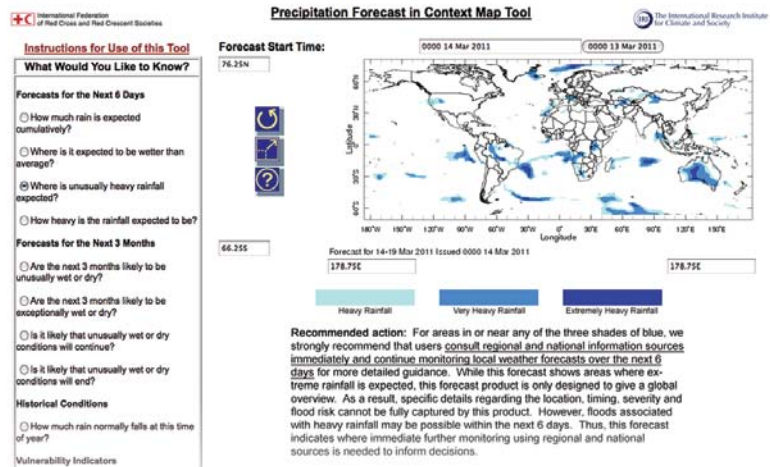 International Federation
of Red Cross and Red Crescent Societies
Precipitation Forecast in Context Map Tool
IRI
The International Research Institute
for Climate and Society
Instructions for Use of this Tool
What Would You Like to Know?
Forecasts for the Next 6 Days
How much rain is expected
cumulatively?
Where is it expected to be wetter than
average?
Where is unusually heavy rainfall
expected?
How heavy is the rainfall expected to be?
Forecasts for the Next 3 Months
Are the next 3 months likely to be
unusually wet or dry?
Are the next 3 months likely to be
exceptionally wet or dry?
Is it likely that unusually wet or dry
conditions will continue?
Is it likely that unusually wet or dry
conditions will end?
Historical Conditions
How much rain normally falls at this time
of year?
Vulnerability Indicators
Forecast Start Time:
0000 14 Mar 2011
0000 13 Mar 2011
76.25N
?
66.25S
Latitude
60°N
30°N
0°
30°S
60°S
180°W 150°W 120°W 90°W 60°W 30°W 0° 30°E 60°E 90°E 120°E 150°E
Longitude
Forecast for 14-19 Mar 2011 Issued 0000 14 Mar 2011
178.75E
178.75E
Heavy Rainfall
Very Heavy Rainfall
Extremely Heavy Rainfall
Recommended action: For areas in or near any of the three shades of blue, we
strongly recommend that users consult regional and national information sources
immediately and continue monitoring local weather forecasts over the next 6
days for more detailed guidance. While this forecast shows areas where ex-
treme rainfall is expected, this forecast product is only designed to give a global
overview. As a result, specific details regarding the location, timing, severity and
flood risk cannot be fully captured by this product. However, floods associated
with heavy rainfall may be possible within the next 6 days. Thus, this forecast
indicates where immediate further monitoring using regional and national
sources is needed to inform decisions.